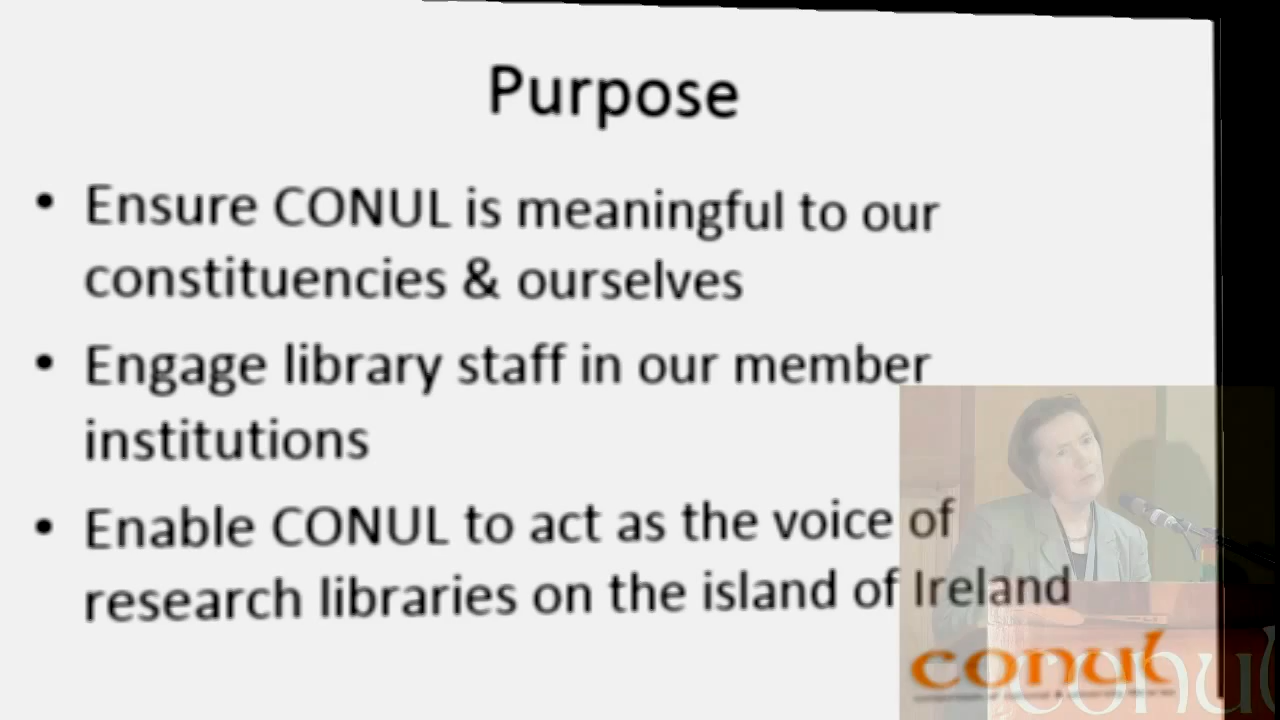 Purpose
• Ensure CONUL is meaningful to our
constituencies & ourselves
• Engage library staff in our member
institutions
• Enable CONUL to act as the voice of
research libraries on the island of Ireland
conul
conul